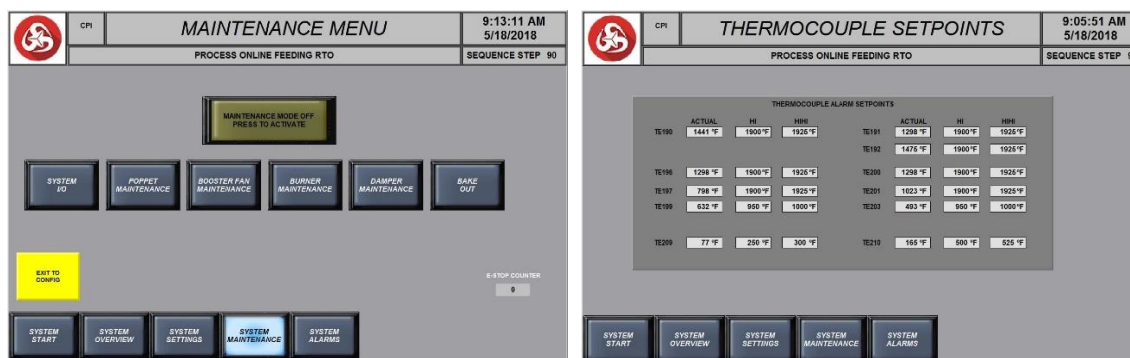 CPI
MAINTENANCE MENU
9:13:11 AM
5/18/2018
PROCESS ONLINE FEEDING RTO
SEQUENCE STEP 90
MAINTENANCE MODE OFF
PRESS TO ACTIVATE
SYSTEM
I/O
POPPET
MAINTENANCE
BOOSTER FAN
MAINTENANCE
BURNER
MAINTENANCE
DAMPER
MAINTENANCE
BAKE
OUT
EXIT TO
CONFIG
E-STOP COUNTER
0
SYSTEM
START
SYSTEM
OVERVIEW
SYSTEM
SETTINGS
SYSTEM
MAINTENANCE
SYSTEM
ALARMS
CPI
THERMOCOUPLE SETPOINTS
9:05:51 AM
5/18/2018
PROCESS ONLINE FEEDING RTO
SEQUENCE STEP 9
THERMOCOUPLE ALARM SETPOINTS
ACTUAL HI HIHI ACTUAL HI HIHI
TE190 1441 °F 1900°F 1925°F TE191 1298 °F 1900°F 1925°F
TE192 1475 °F 1900°F 1925°F
TE196 1298 °F 1900°F 1925°F TE200 1298 °F 1900°F 1925°F
TE197 798 °F 1900°F 1925°F TE201 1023 °F 1900°F 1925°F
TE199 632 °F 950 °F 1000°F TE203 493 °F 950 °F 1000°F
TE209 77 °F 250 °F 300 °F TE210 165 °F 500 °F 525 °F
SYSTEM
START
SYSTEM
OVERVIEW
SYSTEM
SETTINGS
SYSTEM
MAINTENANCE
SYSTEM
ALARMS